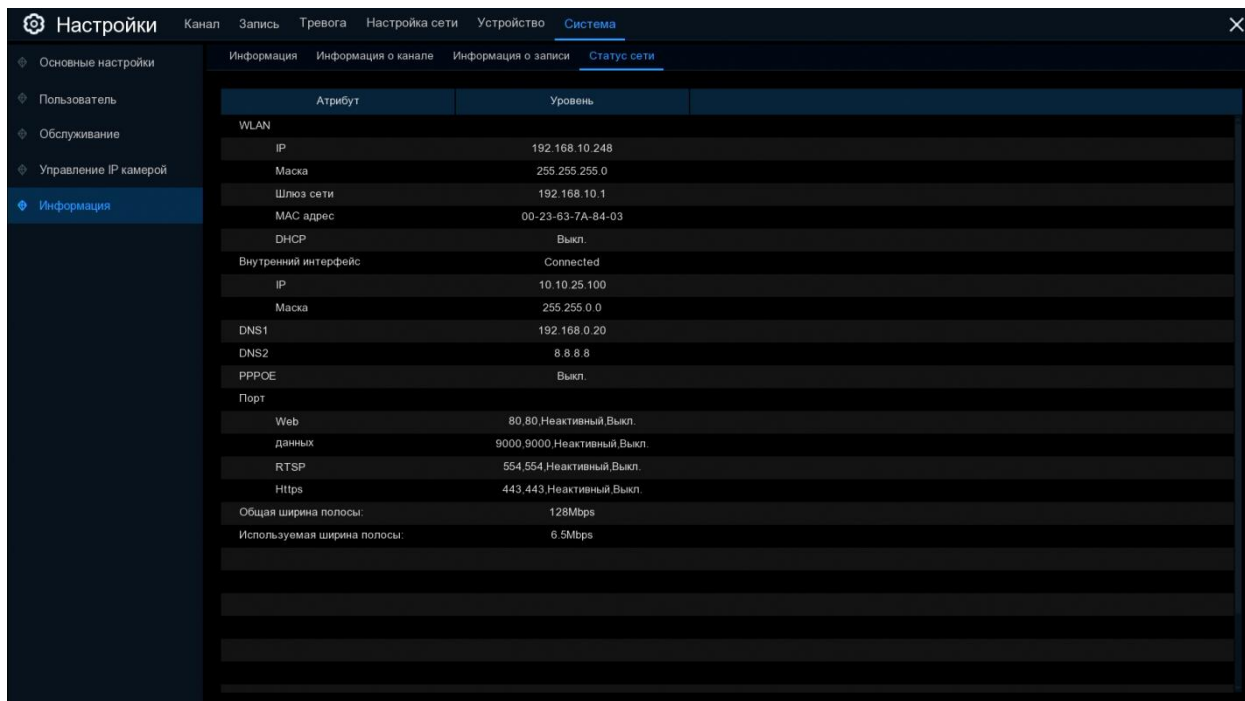 Настройки Канал Запись Тревога Настройка сети Устройство Система
Информация Информация о канале Информация о записи Статус сети
Основные настройки
Пользователь
Обслуживание
Управление IP камерой
Информация
Атрибут Уровень
WLAN
IP 192.168.10.248
Маска 255.255.255.0
Шлюз сети 192.168.10.1
MAC адрес 00-23-63-7A-84-03
DHCP Выкл.
Внутренний интерфейс Connected
IP 10.10.25.100
Маска 255.255.0.0
DNS1 192.168.0.20
DNS2 8.8.8.8
PPPOE Выкл.
Порт
Web 80,80,Неактивный,Выкл.
данных 9000,9000,Неактивный,Выкл.
RTSP 554,554,Неактивный,Выкл.
Https 443,443,Неактивный,Выкл.
Общая ширина полосы: 128Mbps
Используемая ширина полосы: 6.5Mbps